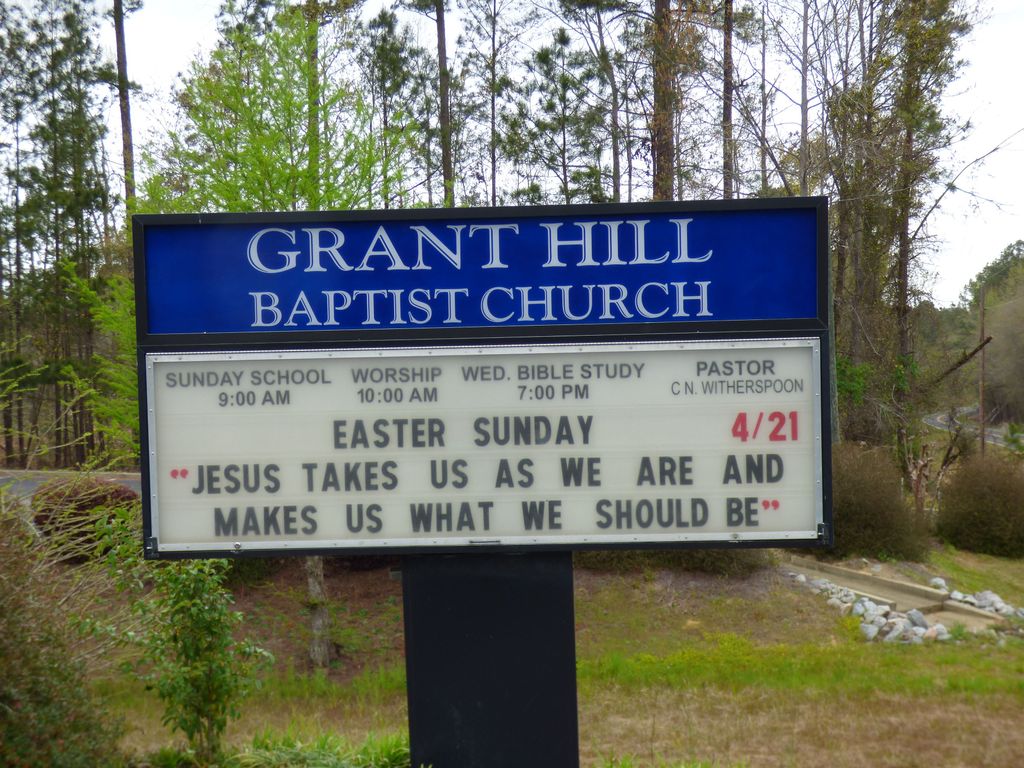 GRANT HILL
BAPTIST CHURCH
SUNDAY SCHOOL WORSHIP WED. BIBLE STUDY PASTOR
9:00 AM 10:00 AM 7:00 PM C N. WITHERSPOON
EASTER SUNDAY 4/21
"JESUS TAKES US AS WE ARE AND
MAKES US WHAT WE SHOULD BE"